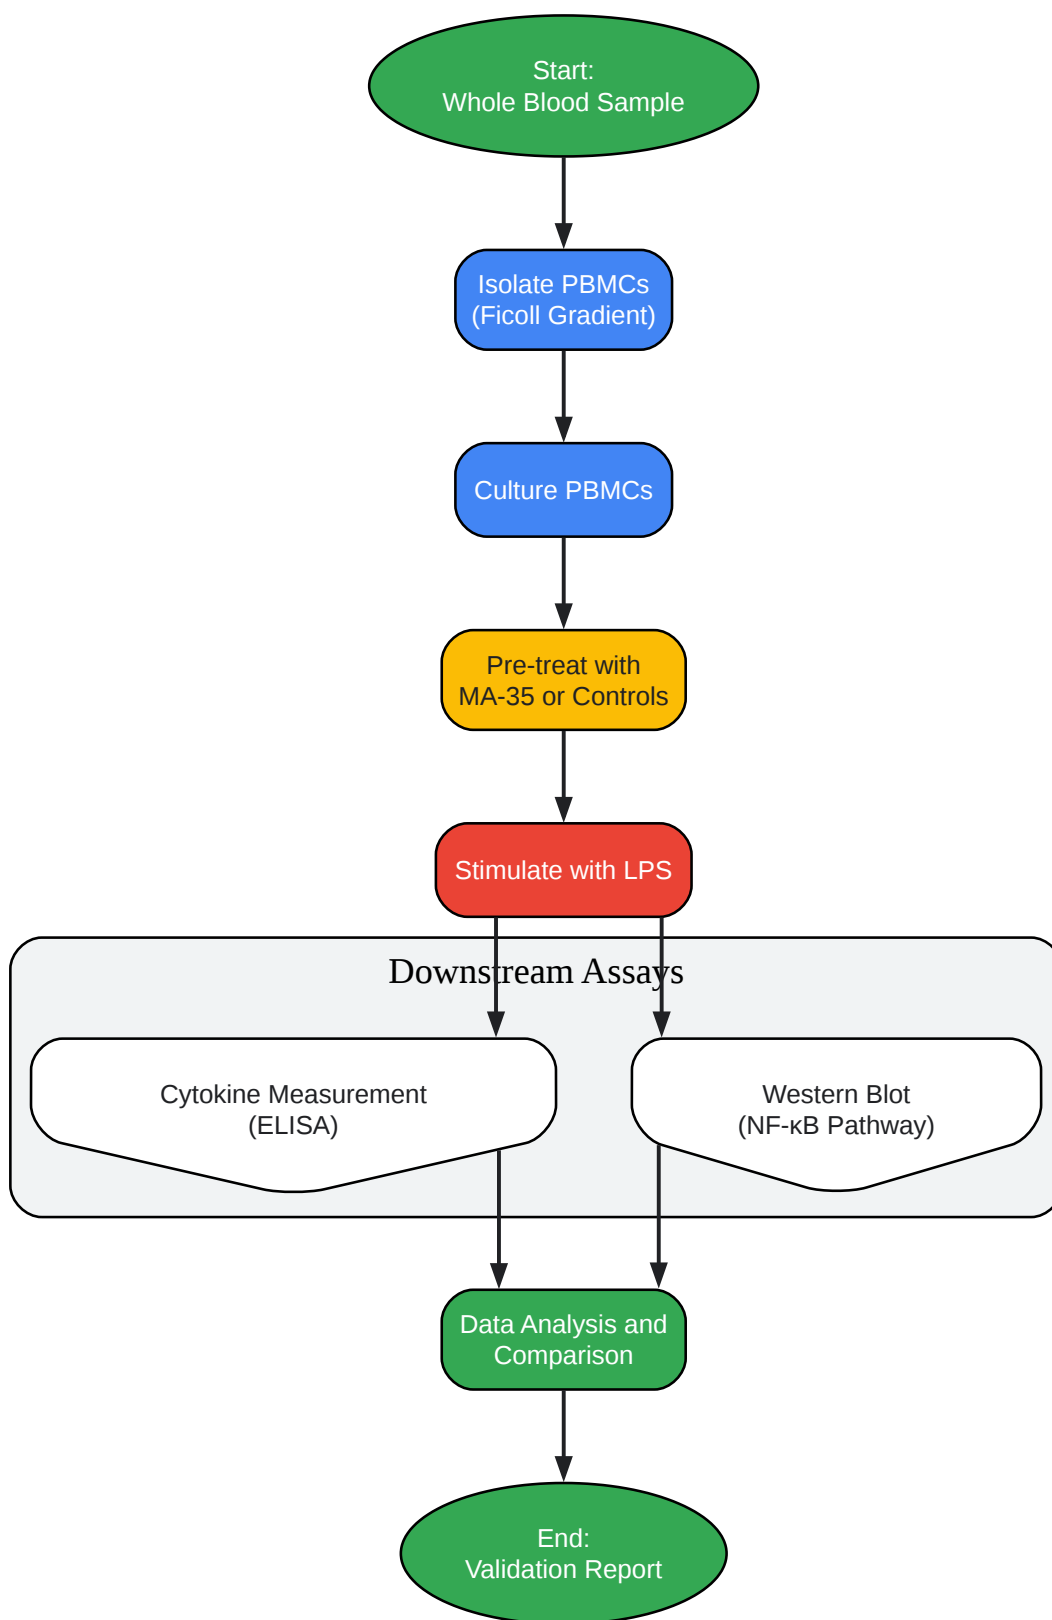 Start:
Whole Blood Sample
Isolate PBMCs
(Ficoll Gradient)
Culture PBMCs
Pre-treat with
MA-35 or Controls
Stimulate with LPS
Downstream Assays
Cytokine Measurement
(ELISA)
Western Blot
(NF-κB Pathway)
Data Analysis and
Comparison
End:
Validation Report